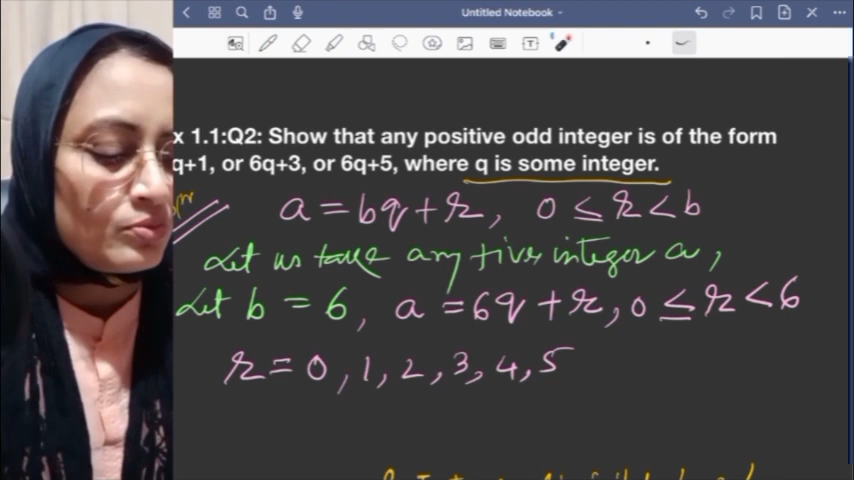 Untitled Notebook
x 1.1:Q2: Show that any positive odd integer is of the form
q+1, or 6q+3, or 6q+5, where q is some integer.
a = bq + r, 0 ≤ r < b
Let us take any +ive integer a,
Let b = 6, a = 6q + r, 0 ≤ r < 6
r = 0, 1, 2, 3, 4, 5